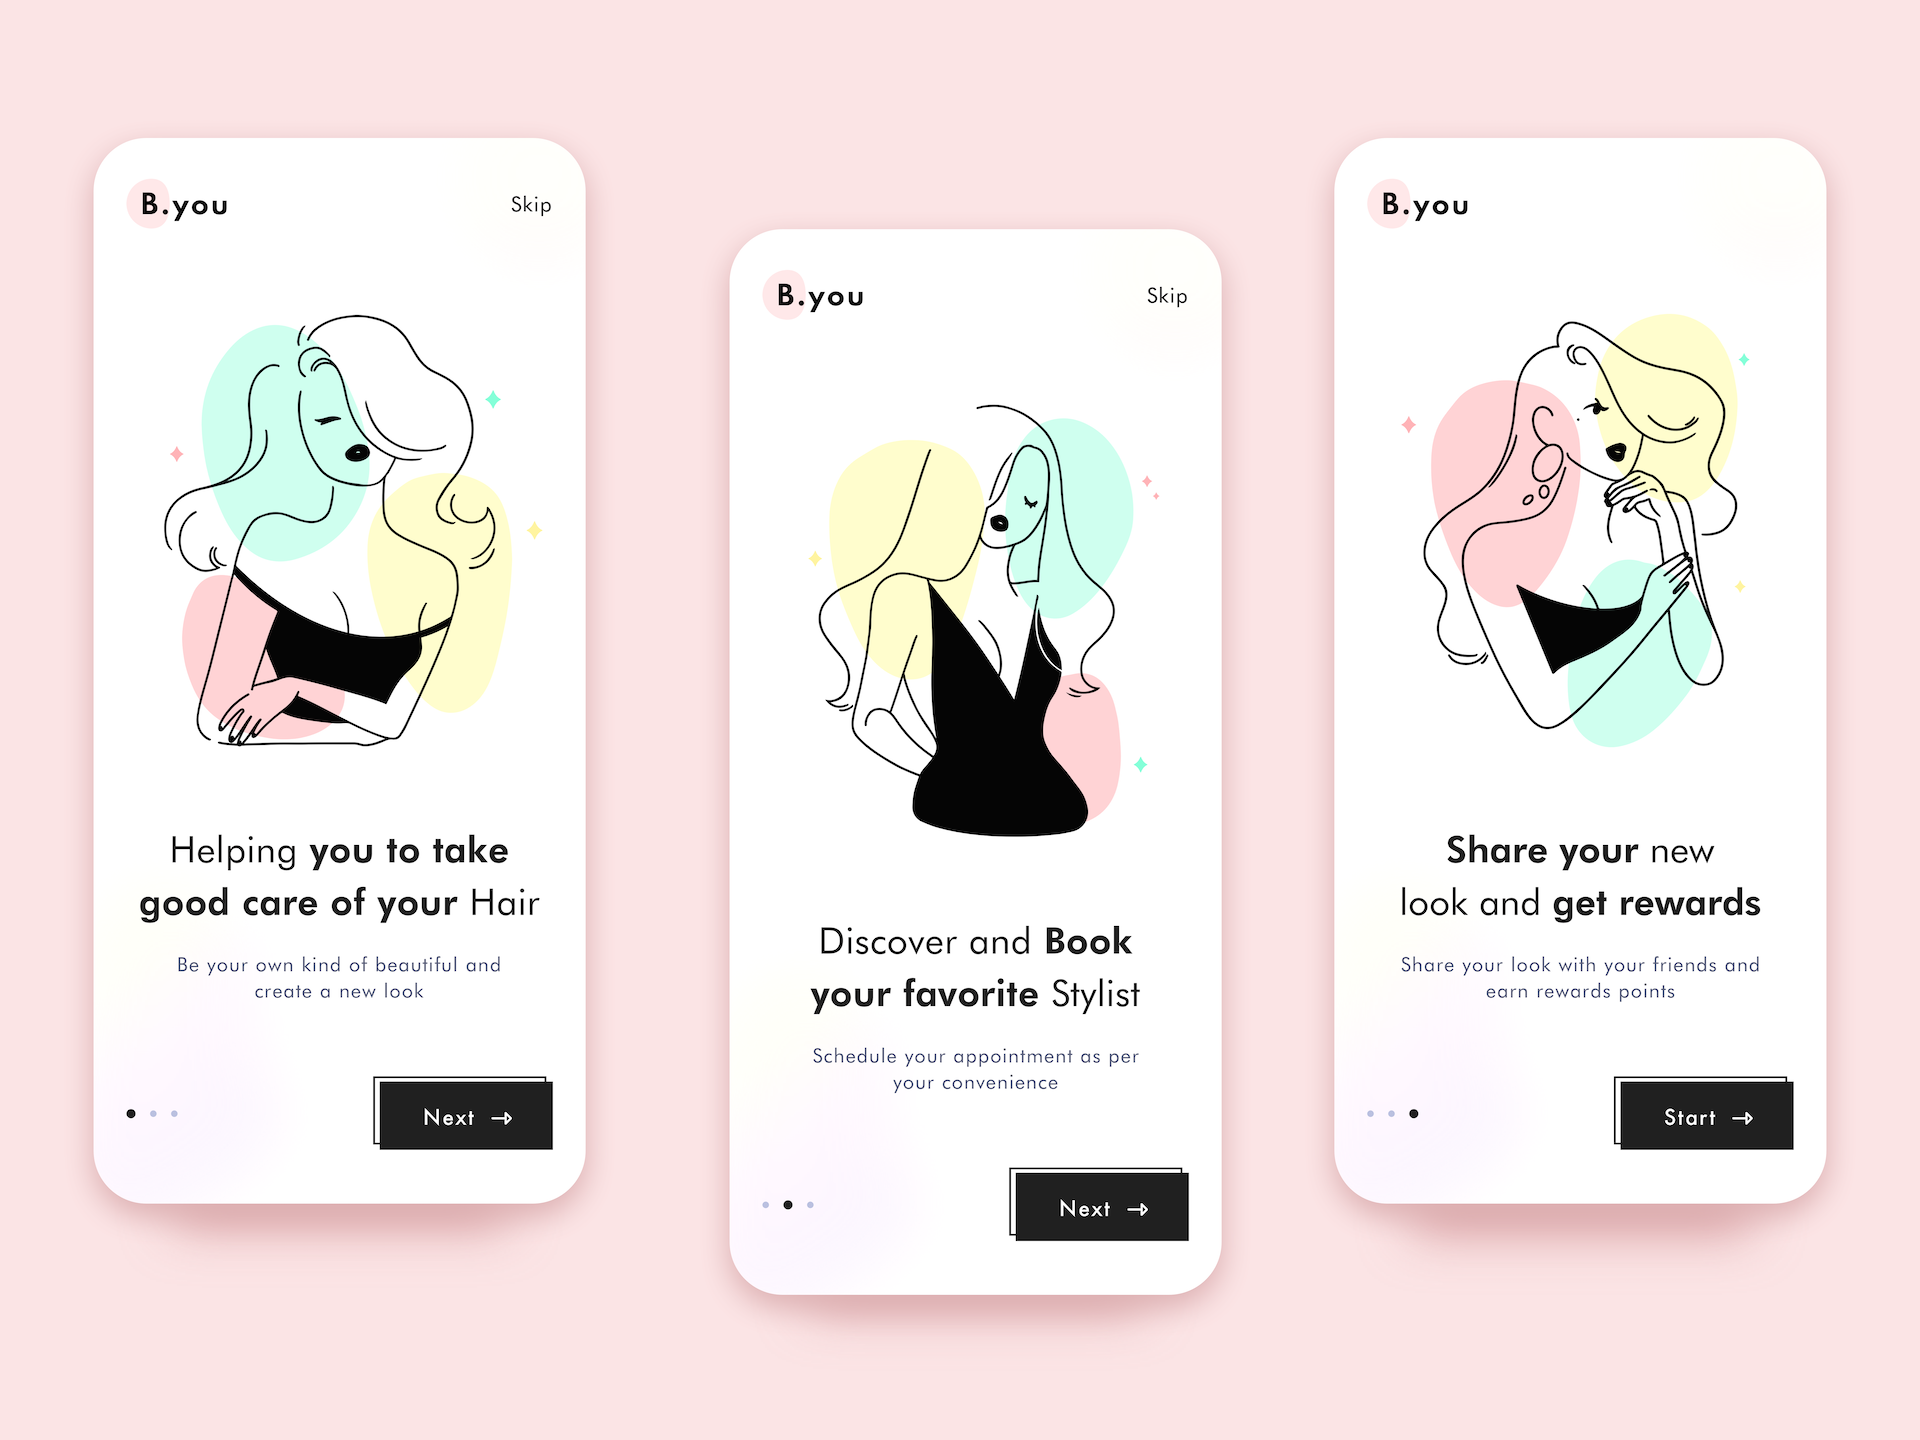 B.you
Skip
Helping you to take
good care of your Hair
Be your own kind of beautiful and
create a new look
Next
B.you
Skip
Discover and Book
your favorite Stylist
Schedule your appointment as per
your convenience
Next
B.you
Share your new
look and get rewards
Share your look with your friends and
earn rewards points
Start